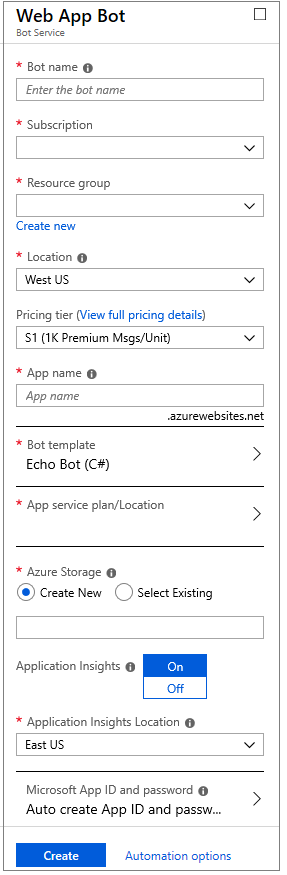 Web App Bot
Bot Service
* Bot name
Enter the bot name
* Subscription
* Resource group
Create new
* Location
West US
Pricing tier (View full pricing details)
S1 (1K Premium Msgs/Unit)
* App name
App name
.azurewebsites.net
* Bot template
Echo Bot (C#)
* App service plan/Location
* Azure Storage
Create New Select Existing
Application Insights On
Off
* Application Insights Location
East US
Microsoft App ID and password
Auto create App ID and passw...
Create Automation options